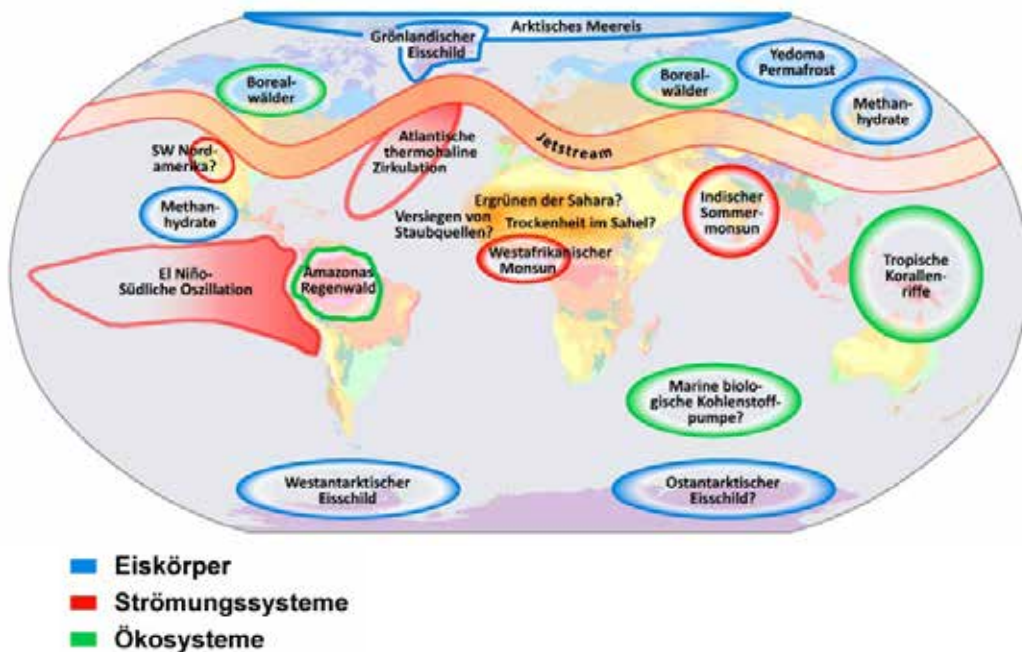 Arktisches Meereis
Grönlandischer
Eisschild
Yedoma
Permafrost
Boreal-
wälder
Boreal-
wälder
Methan-
hydrate
Jetstream
Atlantische
thermohaline
Zirkulation
SW Nord-
amerika?
Methan-
hydrate
Ergrünen der Sahara?
Versiegen von
Staubquellen?
Trockenheit im Sahel?
Indischer
Sommer-
monsun
Westafrikanischer
Monsun
El Niño-
Südliche Oszillation
Amazonas
Regenwald
Tropische
Korallen-
riffe
Marine biolo-
gische Kohlenstoff-
pumpe?
Westantarktischer
Eisschild
Ostantarktischer
Eisschild?
Eiskörper
Strömungssysteme
Ökosysteme